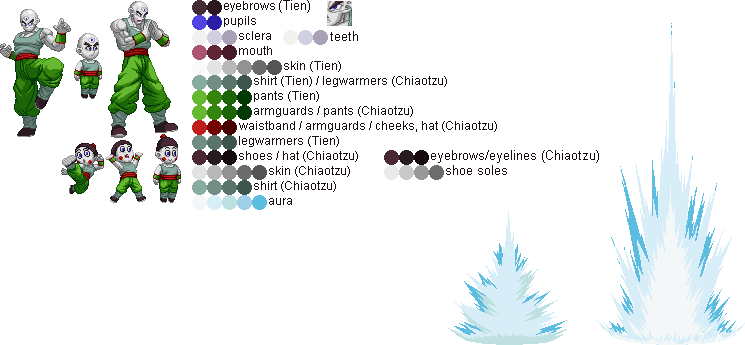 eyebrows (Tien)
pupils
sclera teeth
mouth
skin (Tien)
shirt (Tien) / legwarmers (Chiaotzu)
pants (Tien)
armguards / pants (Chiaotzu)
waistband / armguards / cheeks, hat (Chiaotzu)
legwarmers (Tien)
shoes / hat (Chiaotzu) eyebrows/eyelines (Chiaotzu)
skin (Chiaotzu) shoe soles
shirt (Chiaotzu)
aura